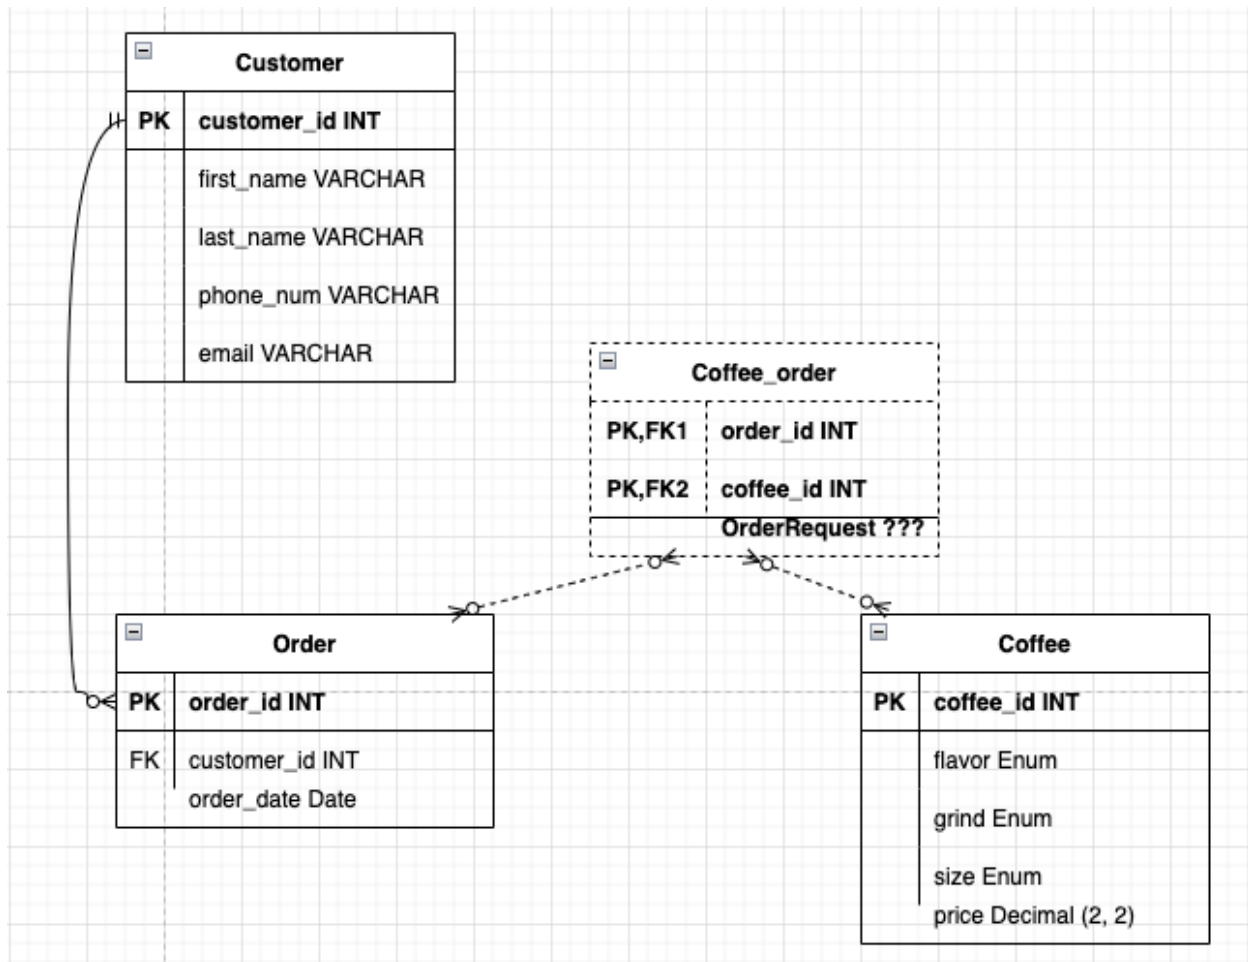 Customer
PK customer_id INT
first_name VARCHAR
last_name VARCHAR
phone_num VARCHAR
email VARCHAR
Coffee_order
PK,FK1 order_id INT
PK,FK2 coffee_id INT
OrderRequest ???
Order
PK order_id INT
FK customer_id INT
order_date Date
Coffee
PK coffee_id INT
flavor Enum
grind Enum
size Enum
price Decimal (2, 2)